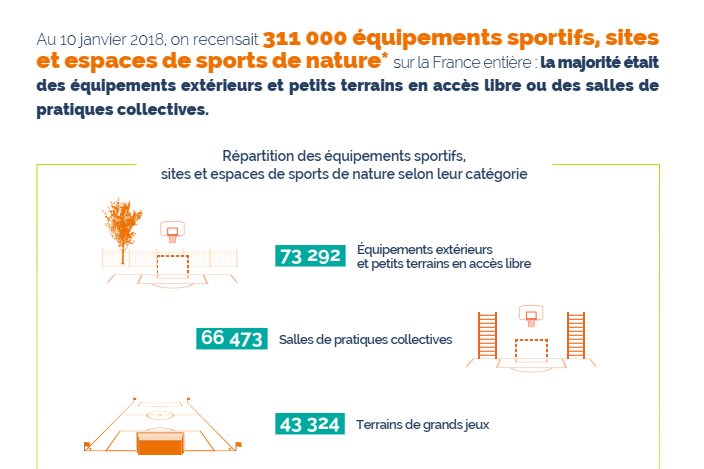 Au 10 janvier 2018, on recensait 311 000 équipements sportifs, sites
et espaces de sports de nature* sur la France entière : la majorité était
des équipements extérieurs et petits terrains en accès libre ou des salles de
pratiques collectives.
Répartition des équipements sportifs,
sites et espaces de sports de nature selon leur catégorie
73 292 Équipements extérieurs
et petits terrains en accès libre
66 473 Salles de pratiques collectives
43 324 Terrains de grands jeux